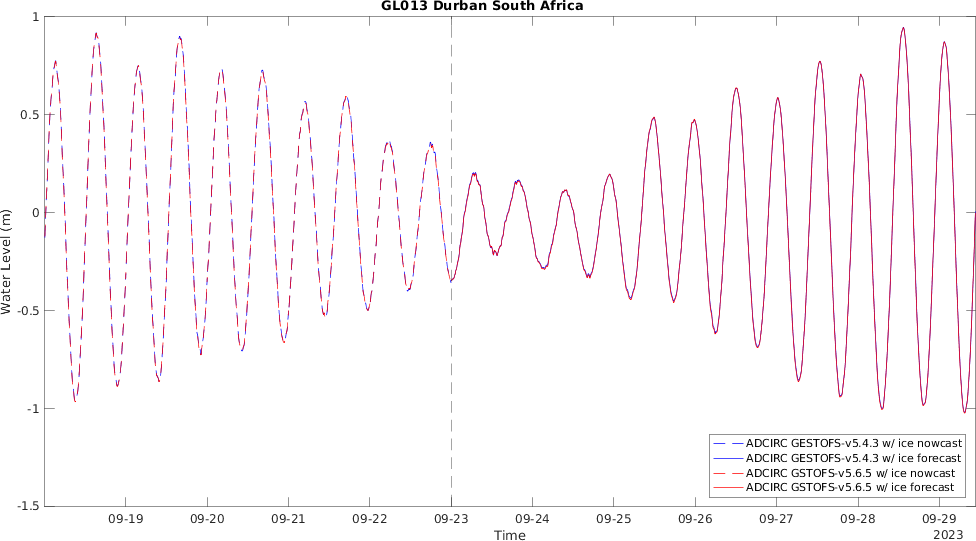 GL013 Durban South Africa
1
0.5
0
-0.5
-1
-1.5
Water Level (m)
ADCIRC GESTOFS-v5.4.3 w/ ice nowcast
ADCIRC GESTOFS-v5.4.3 w/ ice forecast
ADCIRC GSTOFS-v5.6.5 w/ ice nowcast
ADCIRC GSTOFS-v5.6.5 w/ ice forecast
09-19 09-20 09-21 09-22 09-23 09-24 09-25 09-26 09-27 09-28 09-29
Time
2023